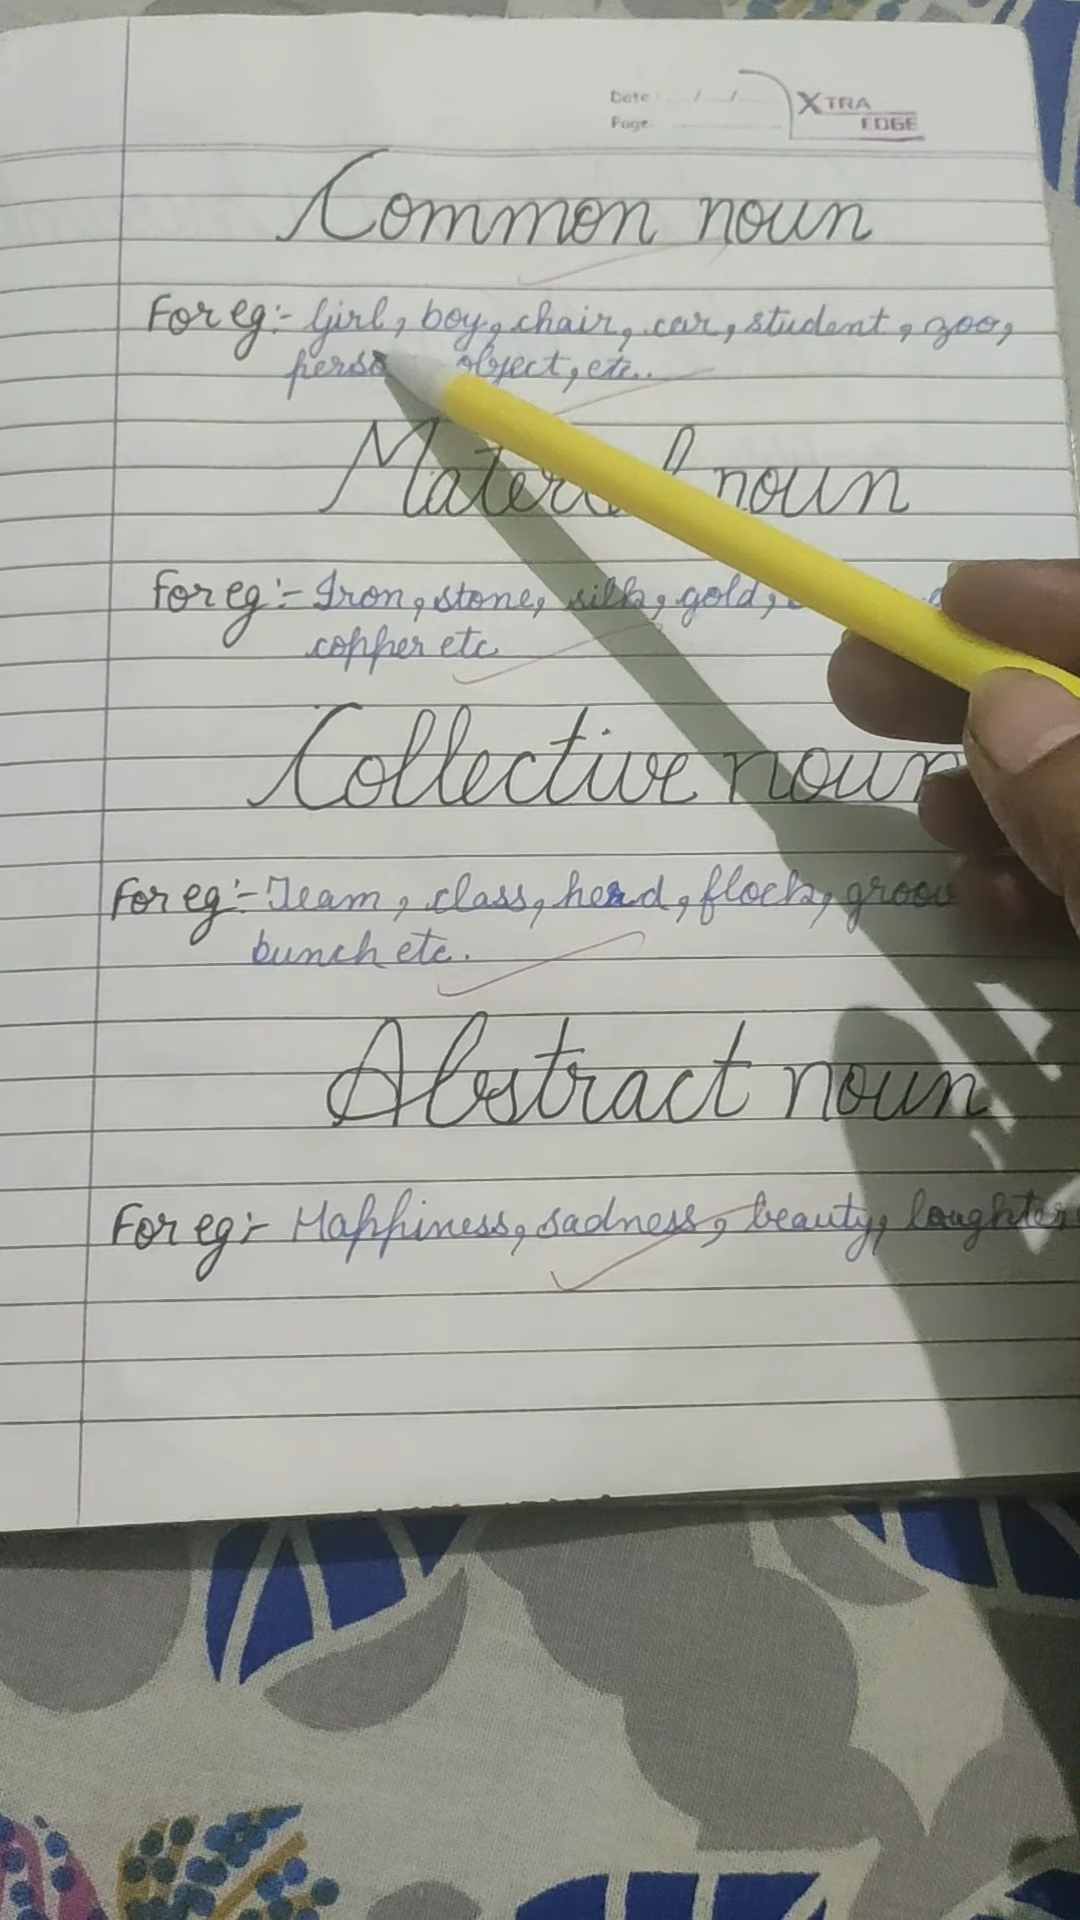 Date : / /
Page:
XTRA
EDGE
Common noun
For eg:- Girl, boy, chair, car, student, zoo,
object, etc..
noun
For eg:- Iron, stone, silk, gold,
copper etc
Collective noun
For eg:- Team, class, herd, flock,
bunch etc.
Abstract noun
For eg:- Happiness, sadness, beauty, laughter